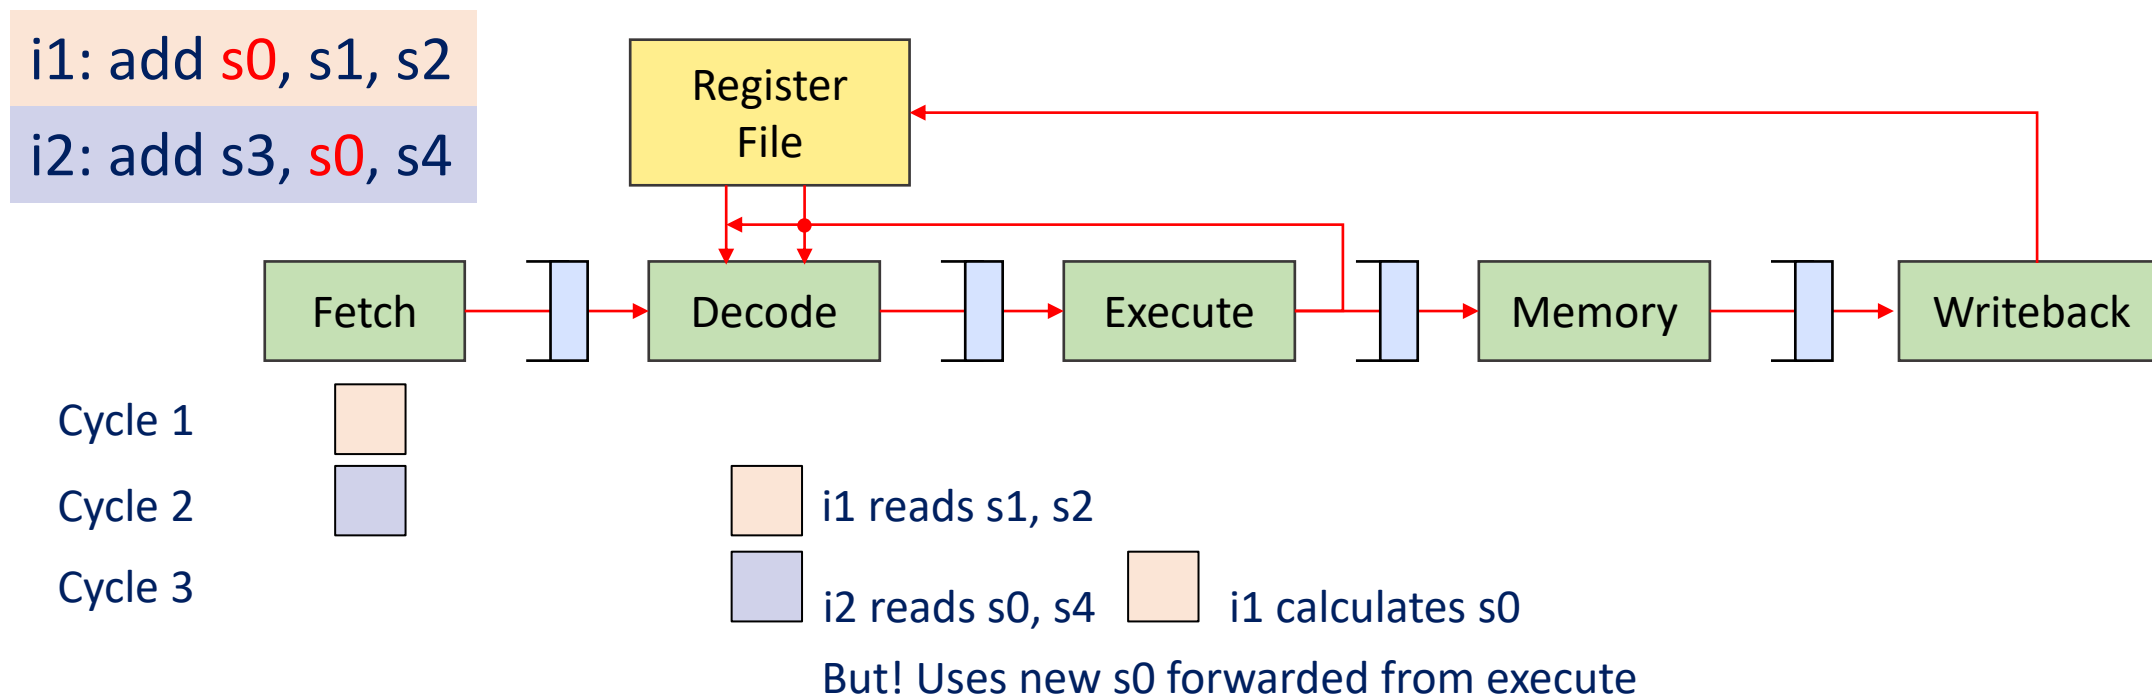 i1: add s0, s1, s2
i2: add s3, s0, s4
Register
File
Fetch
Decode
Execute
Memory
Writeback
Cycle 1
Cycle 2
i1 reads s1, s2
Cycle 3
i2 reads s0, s4
i1 calculates s0
But! Uses new s0 forwarded from execute